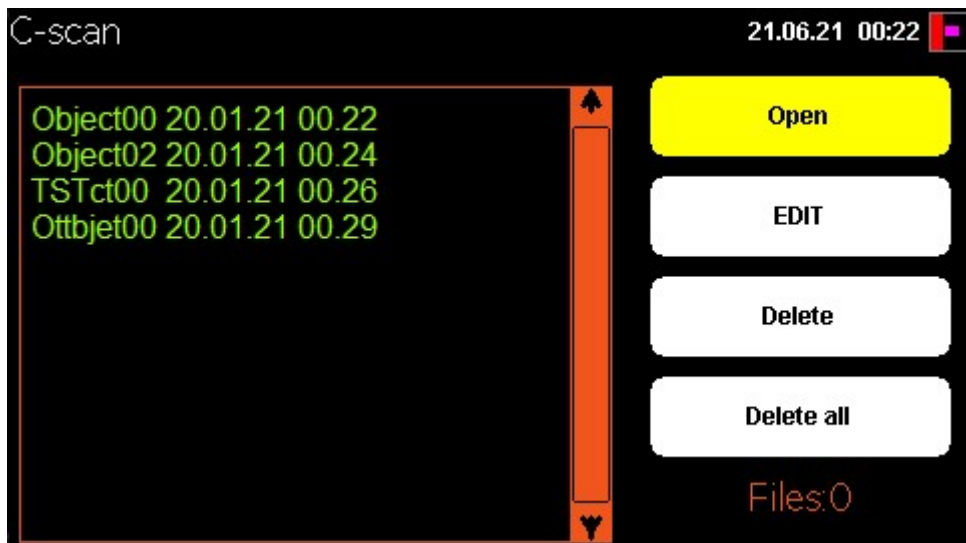 C-scan
21.06.21 00:22
Object00 20.01.21 00.22
Object02 20.01.21 00.24
TSTct00 20.01.21 00.26
Ottbjet00 20.01.21 00.29
Open
EDIT
Delete
Delete all
Files:0